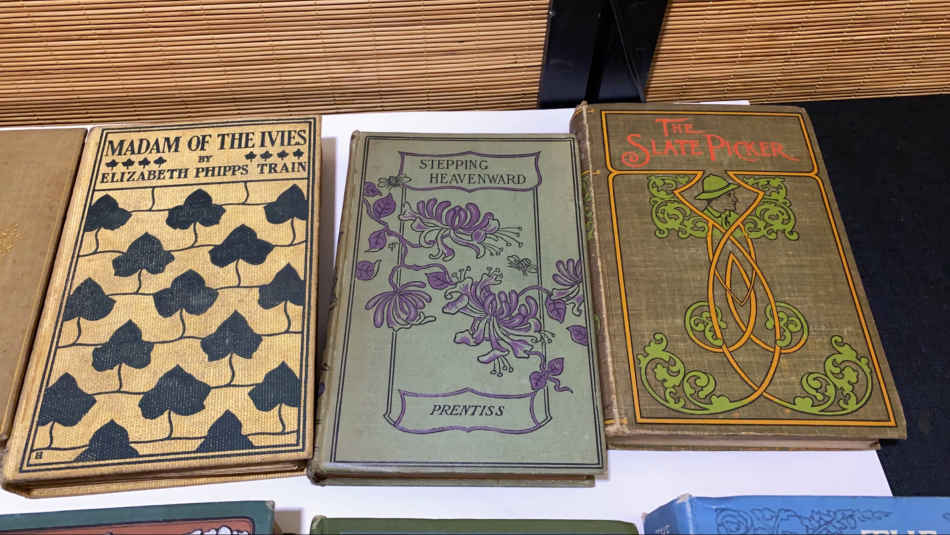 MADAM OF THE IVIES
BY
ELIZABETH PHIPPS TRAIN
STEPPING
HEAVENWARD
PRENTISS
THE
SLATE PICKER